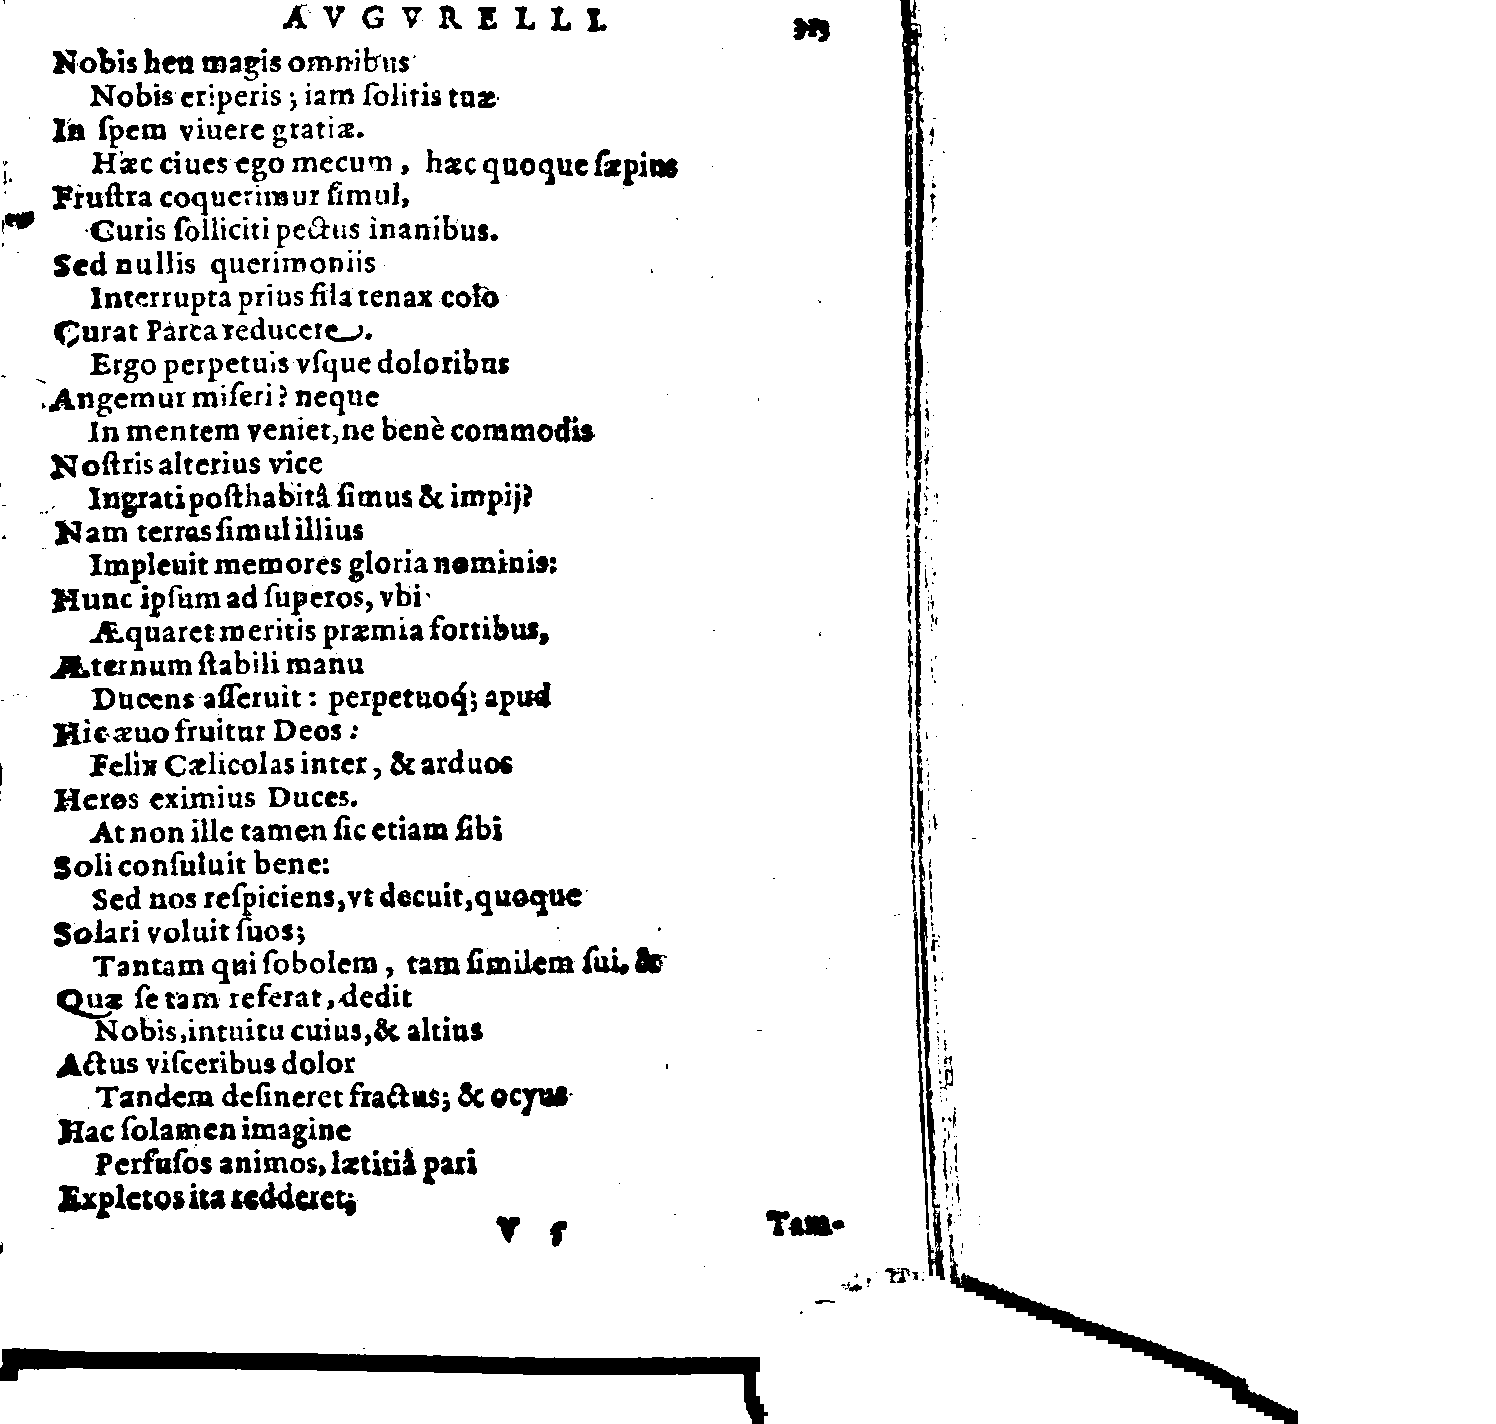 AVGVRELLI. 313
Nobis heu magis omnibus
Nobis eriperis; iam ſolitis tuæ
In ſpem viuere gratiæ.
Hæc ciues ego mecum, hæc quoque ſæpius
Fruſtra coquerimur ſimul,
Curis ſolliciti pectus inanibus.
Sed nullis querimoniis
Interrupta prius fila tenax colo
Curat Parca reducere.
Ergo perpetuis vſque doloribus
Angemur miſeri? neque
In mentem veniet, ne benè commodis
Noſtris alterius vice
Ingrati poſthabitâ ſimus & impij?
Nam terras ſimul illius
Impleuit memores gloria nominis:
Hunc ipſum ad ſuperos, vbi
Æquaret meritis præmia fortibus,
Æternum ſtabili manu
Ducens aſſeruit: perpetuoq́; apud
Hic æuo fruitur Deos:
Felix Cælicolas inter, & arduos
Heros eximius Duces.
At non ille tamen ſic etiam ſibi
Soli conſuluit bene:
Sed nos reſpiciens, vt decuit, quoque
Solari voluit ſuos;
Tantam qui ſobolem, tam ſimilem ſui, &
Quæ ſe tam referat, dedit
Nobis, intuitu cuius, & altius
Actus viſceribus dolor
Tandem deſineret fractus; & ocyus
Hac ſolamen imagine
Perfuſos animos, lætitiâ pari
Expletos ita redderet;
V 5 Tam-